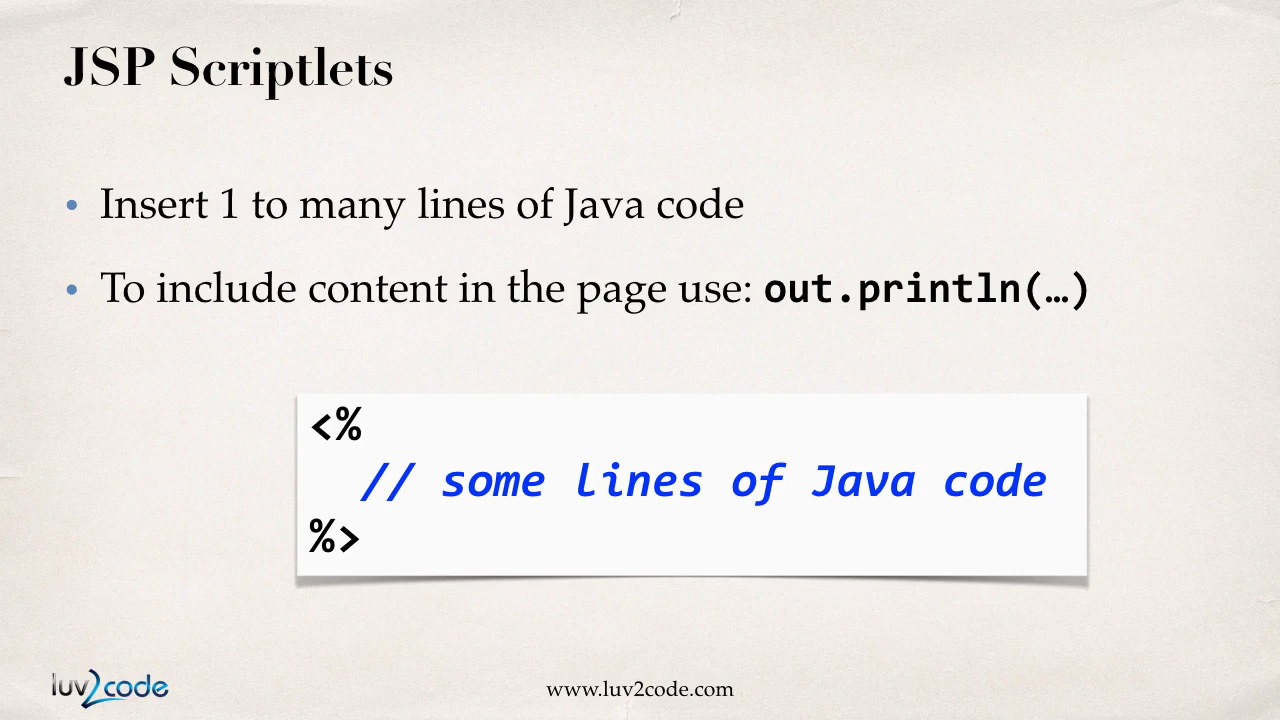 JSP Scriptlets
• Insert 1 to many lines of Java code
• To include content in the page use: out.println(…)
<%
// some lines of Java code
%>
luv2code
www.luv2code.com